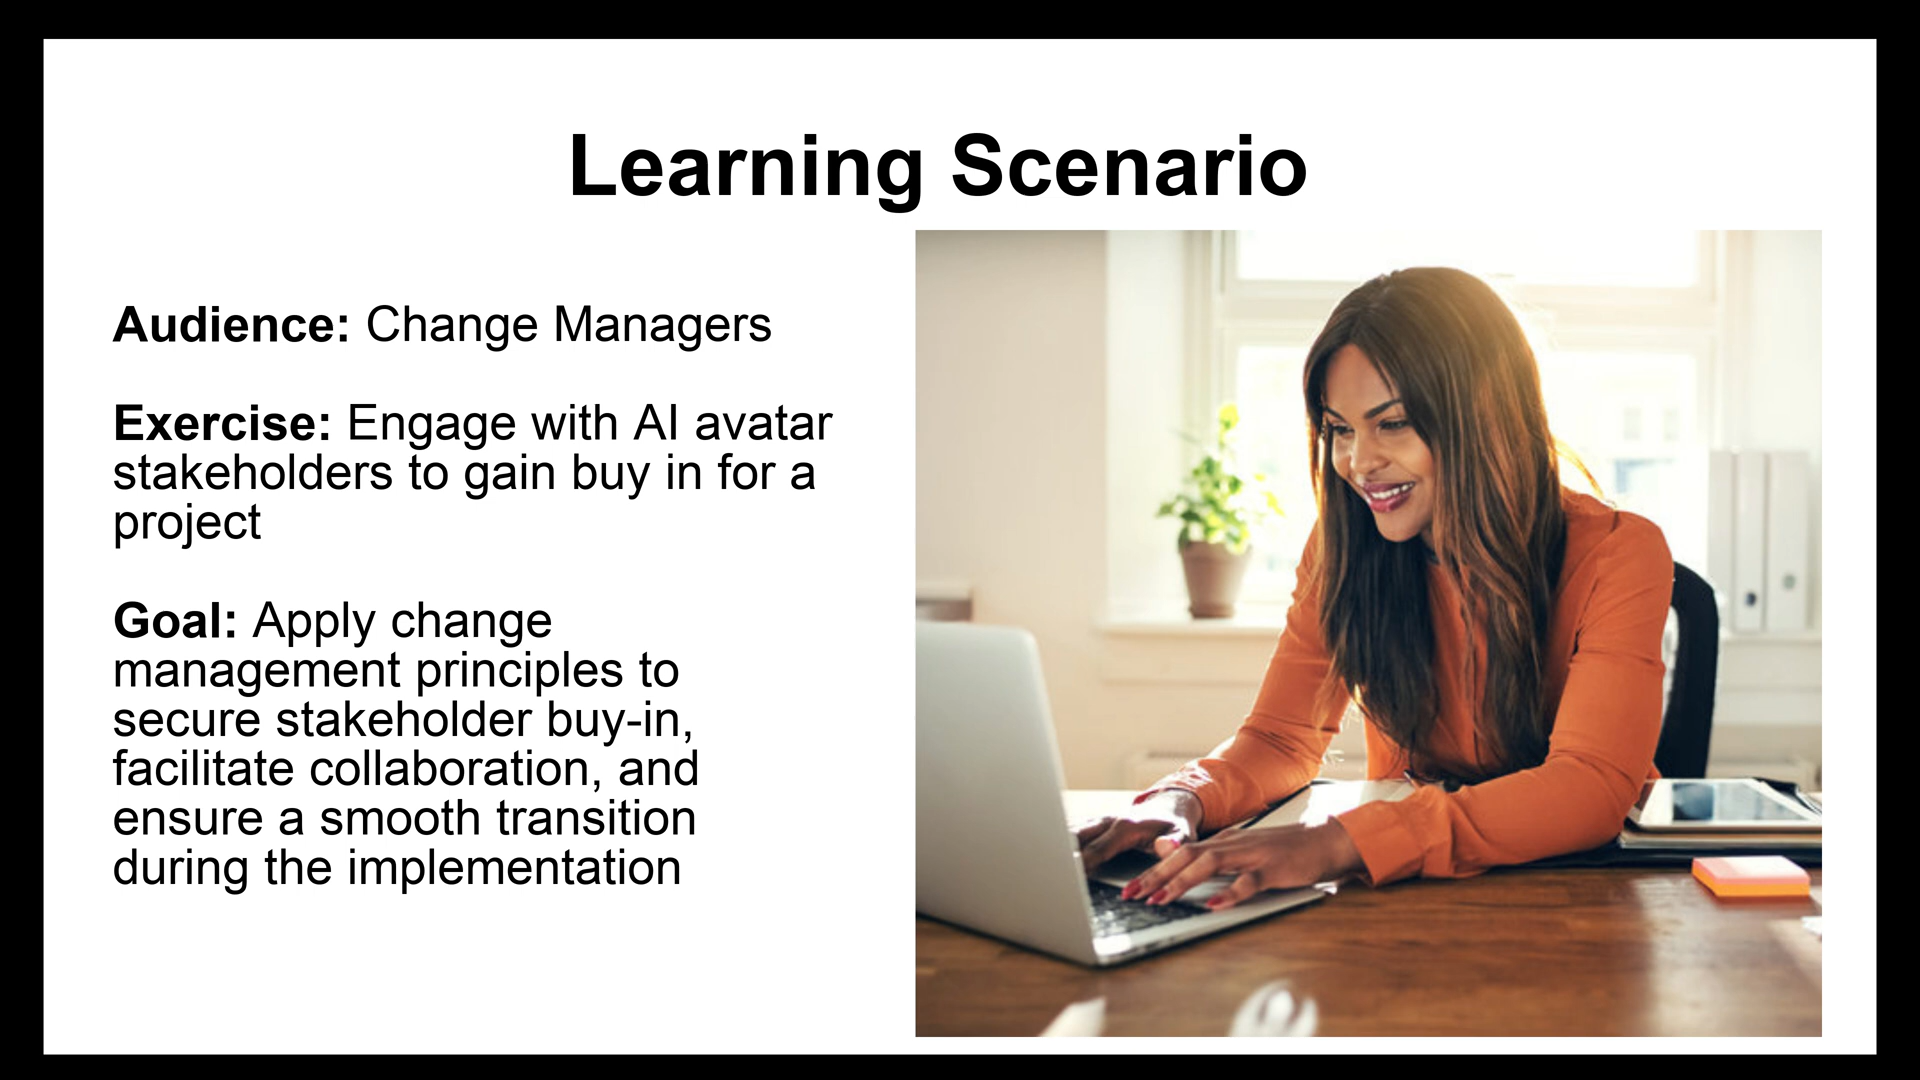 Learning Scenario
Audience: Change Managers
Exercise: Engage with AI avatar
stakeholders to gain buy in for a
project
Goal: Apply change
management principles to
secure stakeholder buy-in,
facilitate collaboration, and
ensure a smooth transition
during the implementation